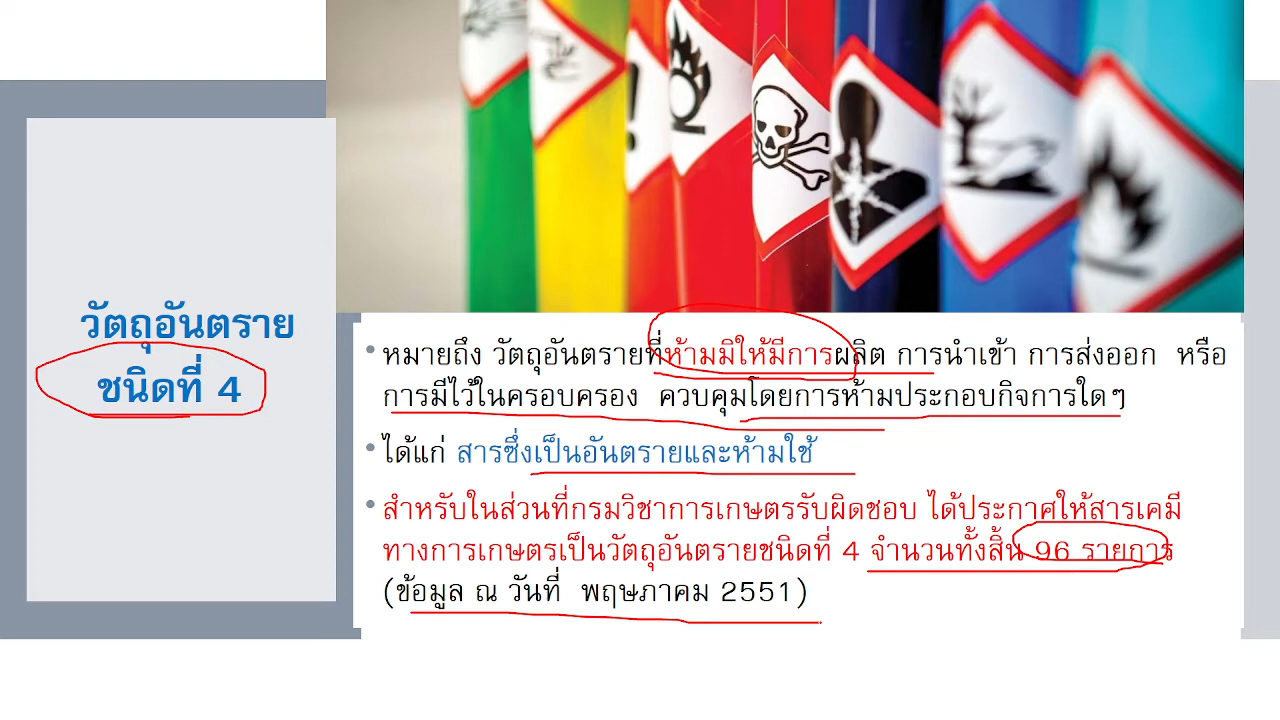 วัตถุอันตราย
ชนิดที่ 4
• หมายถึง วัตถุอันตรายที่ห้ามมิให้มีการผลิต การนำเข้า การส่งออก หรือ
การมีไว้ในครอบครอง ควบคุมโดยการห้ามประกอบกิจการใดๆ
• ได้แก่ สารซึ่งเป็นอันตรายและห้ามใช้
• สำหรับในส่วนที่กรมวิชาการเกษตรรับผิดชอบ ได้ประกาศให้สารเคมี
ทางการเกษตรเป็นวัตถุอันตรายชนิดที่ 4 จำนวนทั้งสิ้น 96 รายการ
(ข้อมูล ณ วันที่ พฤษภาคม 2551)